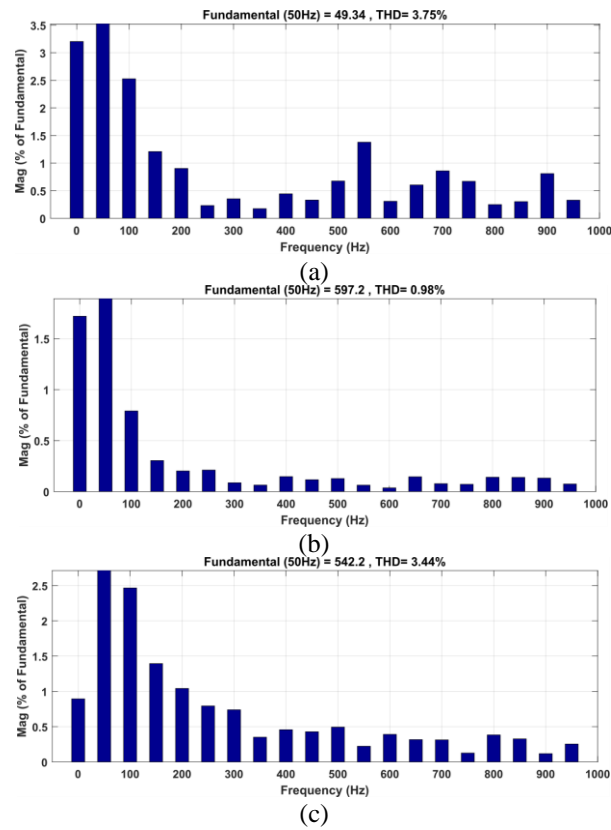 Fundamental (50Hz) = 49.34 , THD= 3.75%
3.5
3
2.5
2
1.5
1
0.5
0
Mag (% of Fundamental)
0 100 200 300 400 500 600 700 800 900 1000
Frequency (Hz)
(a)
Fundamental (50Hz) = 597.2 , THD= 0.98%
1.5
1
0.5
0
Mag (% of Fundamental)
0 100 200 300 400 500 600 700 800 900 1000
Frequency (Hz)
(b)
Fundamental (50Hz) = 542.2 , THD= 3.44%
2.5
2
1.5
1
0.5
0
Mag (% of Fundamental)
0 100 200 300 400 500 600 700 800 900 1000
Frequency (Hz)
(c)